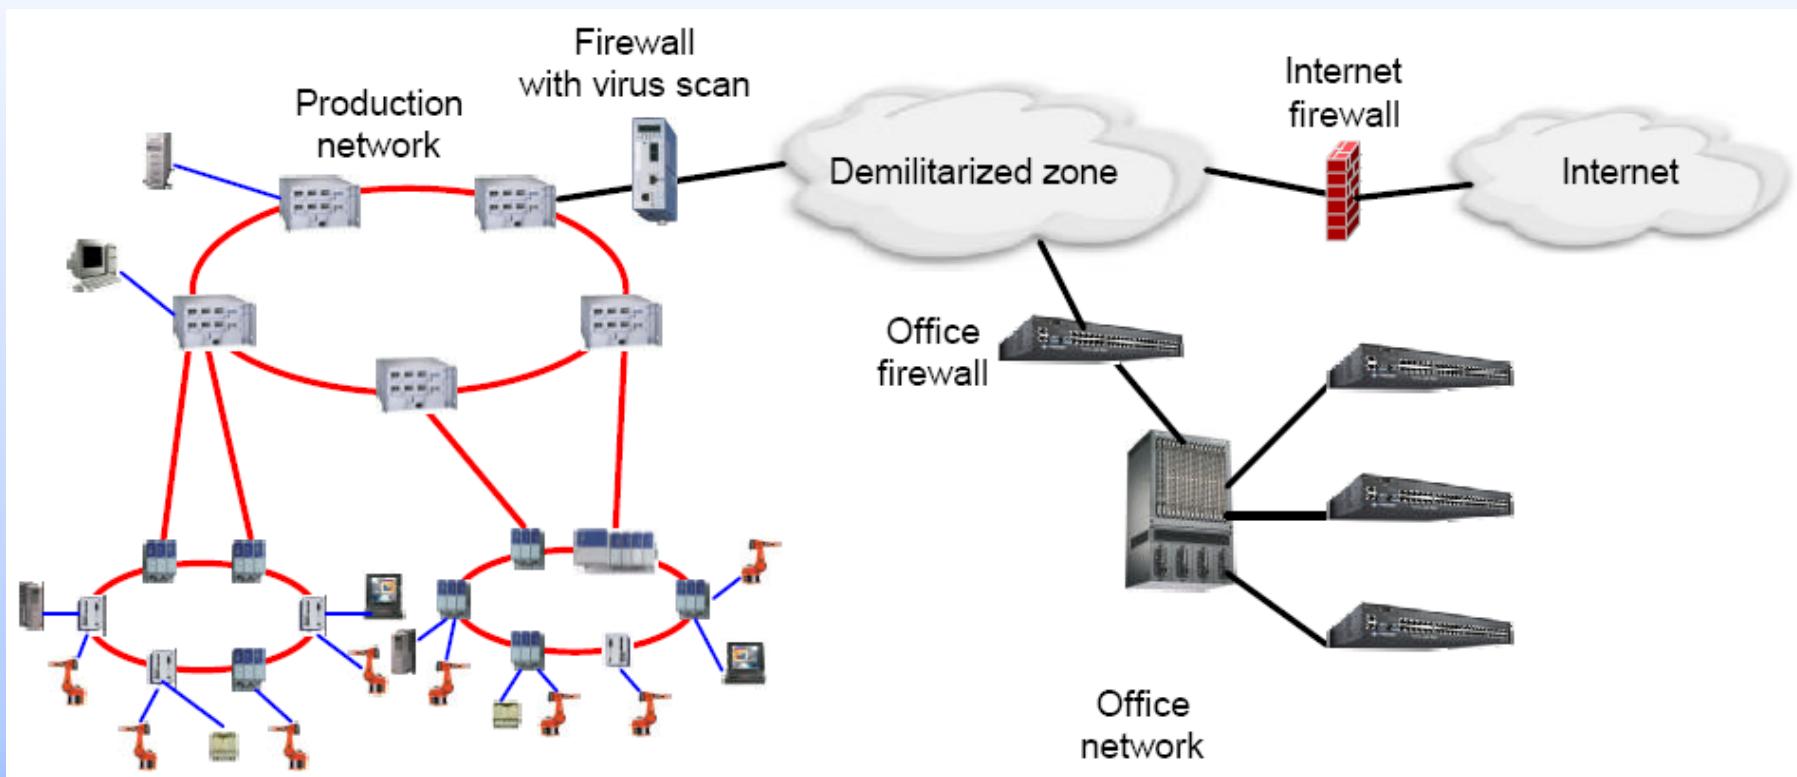 Firewall
with virus scan
Production
network
Internet
firewall
Demilitarized zone
Internet
Office
firewall
Office
network